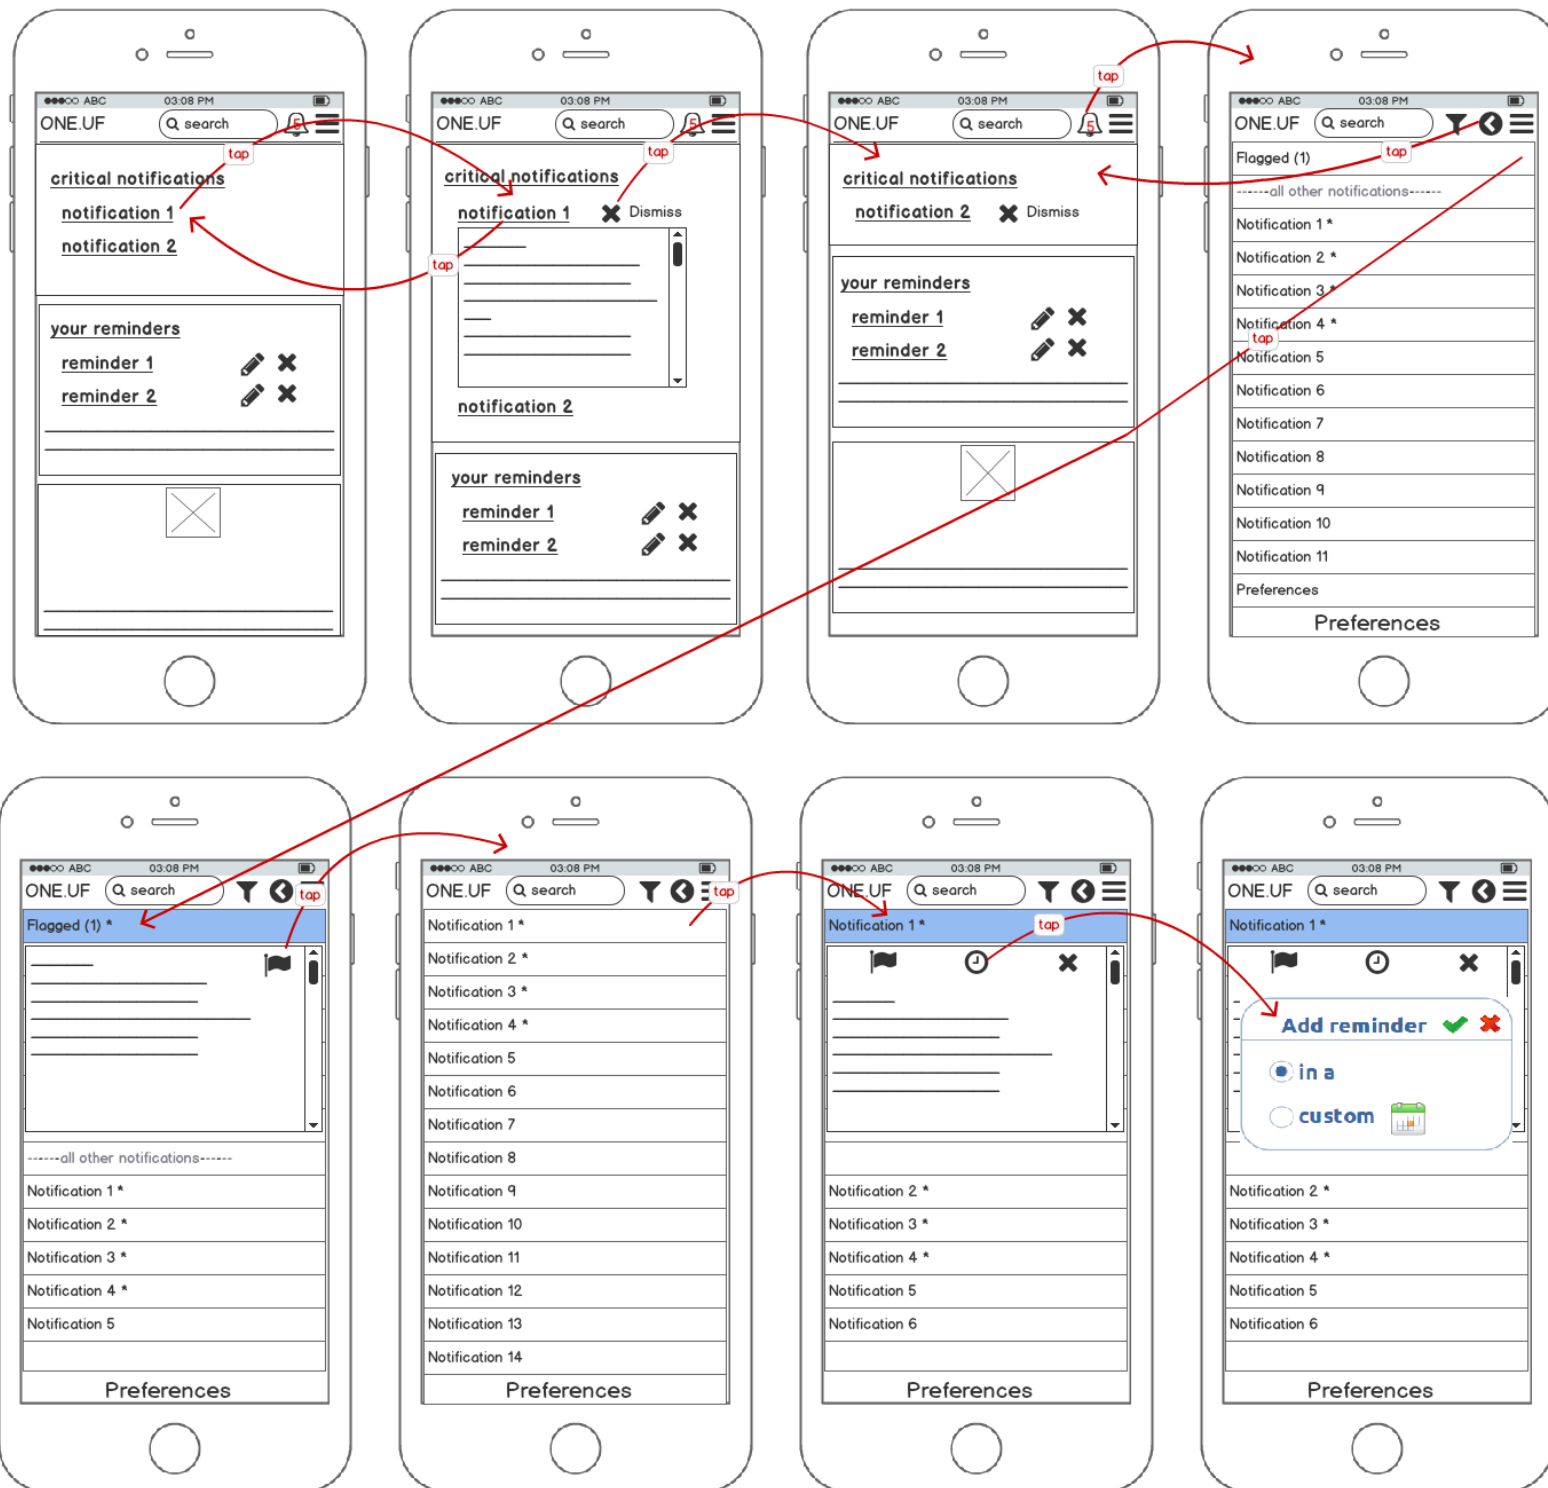 ●●●○○ ABC 03:08 PM
ONE.UF search 5
tap
critical notifications
notification 1
notification 2
your reminders
reminder 1
reminder 2
●●●○○ ABC 03:08 PM
ONE.UF search 5
tap
critical notifications
notification 1 Dismiss
tap
notification 2
your reminders
reminder 1
reminder 2
tap
●●●○○ ABC 03:08 PM
ONE.UF search 5
critical notifications
notification 2 Dismiss
your reminders
reminder 1
reminder 2
●●●○○ ABC 03:08 PM
ONE.UF search
tap
Flagged (1)
------all other notifications------
Notification 1 *
Notification 2 *
Notification 3 *
Notification 4 *
tap
Notification 5
Notification 6
Notification 7
Notification 8
Notification 9
Notification 10
Notification 11
Preferences
Preferences
●●●○○ ABC 03:08 PM
ONE.UF search
tap
Flagged (1) *
------all other notifications------
Notification 1 *
Notification 2 *
Notification 3 *
Notification 4 *
Notification 5
Preferences
●●●○○ ABC 03:08 PM
ONE.UF search
tap
Notification 1 *
Notification 2 *
Notification 3 *
Notification 4 *
Notification 5
Notification 6
Notification 7
Notification 8
Notification 9
Notification 10
Notification 11
Notification 12
Notification 13
Notification 14
Preferences
●●●○○ ABC 03:08 PM
ONE.UF search
Notification 1 *
tap
Notification 2 *
Notification 3 *
Notification 4 *
Notification 5
Notification 6
Preferences
●●●○○ ABC 03:08 PM
ONE.UF search
Notification 1 *
Add reminder
in a
custom
Notification 2 *
Notification 3 *
Notification 4 *
Notification 5
Notification 6
Preferences